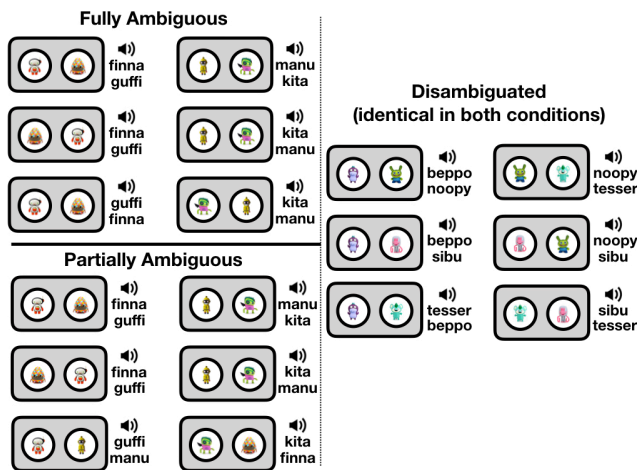 Fully Ambiguous
finna
guffi
manu
kita
finna
guffi
kita
manu
guffi
finna
kita
manu
Partially Ambiguous
finna
guffi
manu
kita
finna
guffi
kita
manu
guffi
manu
kita
finna
Disambiguated
(identical in both conditions)
beppo
noopy
noopy
tesser
beppo
sibu
noopy
sibu
tesser
beppo
sibu
tesser